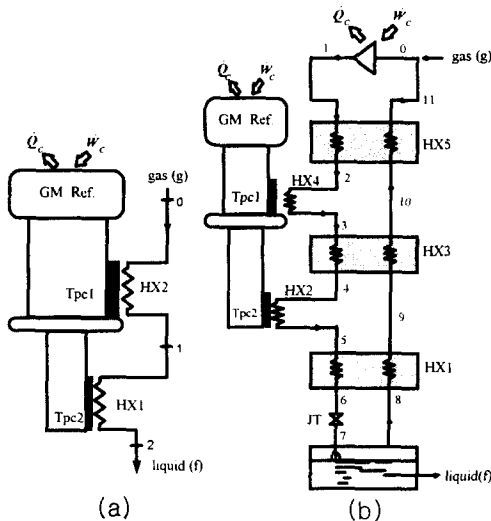 Q̇c
Ẇc
GM Ref.
gas (g)
0
Tpc1
HX2
1
Tpc2
HX1
2
liquid (f)
(a)
Q̇c
Ẇc
1
0
gas (g)
11
HX5
Q̇c
Ẇc
GM Ref.
Tpc1
HX4
2
10
3
HX3
4
HX2
Tpc2
9
5
HX1
6
8
JT
7
liquid(f)
(b)